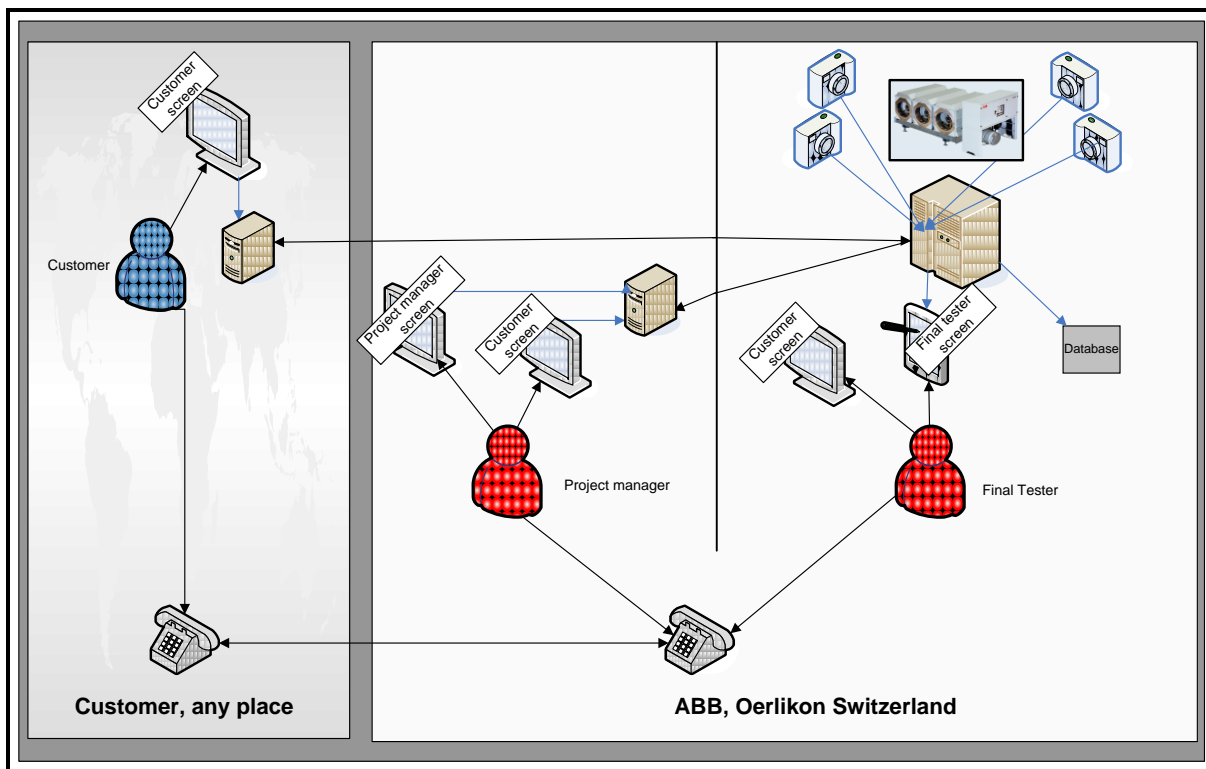 Customer
screen
Customer
Project manager
screen
Customer
screen
Project manager
Customer
screen
Final tester
screen
Database
Final Tester
Customer, any place
ABB, Oerlikon Switzerland